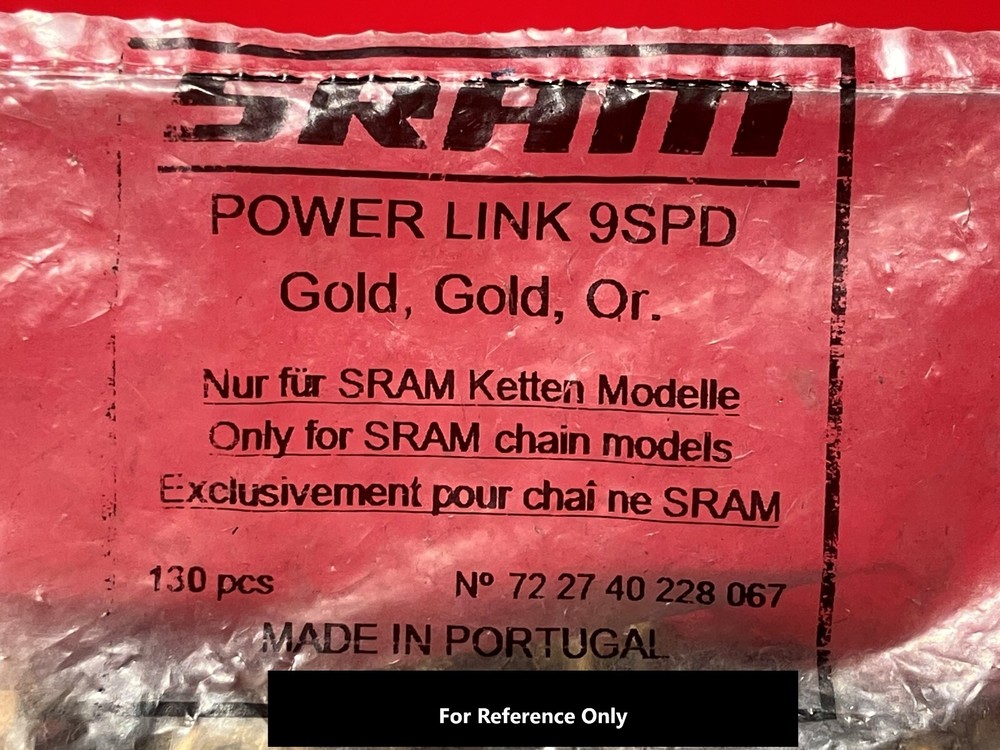 SRAM
POWER LINK 9SPD
Gold, Gold, Or.
Nur für SRAM Ketten Modelle
Only for SRAM chain models
Exclusivement pour chaî ne SRAM
130 pcs Nº 72 27 40 228 067
MADE IN PORTUGAL
For Reference Only